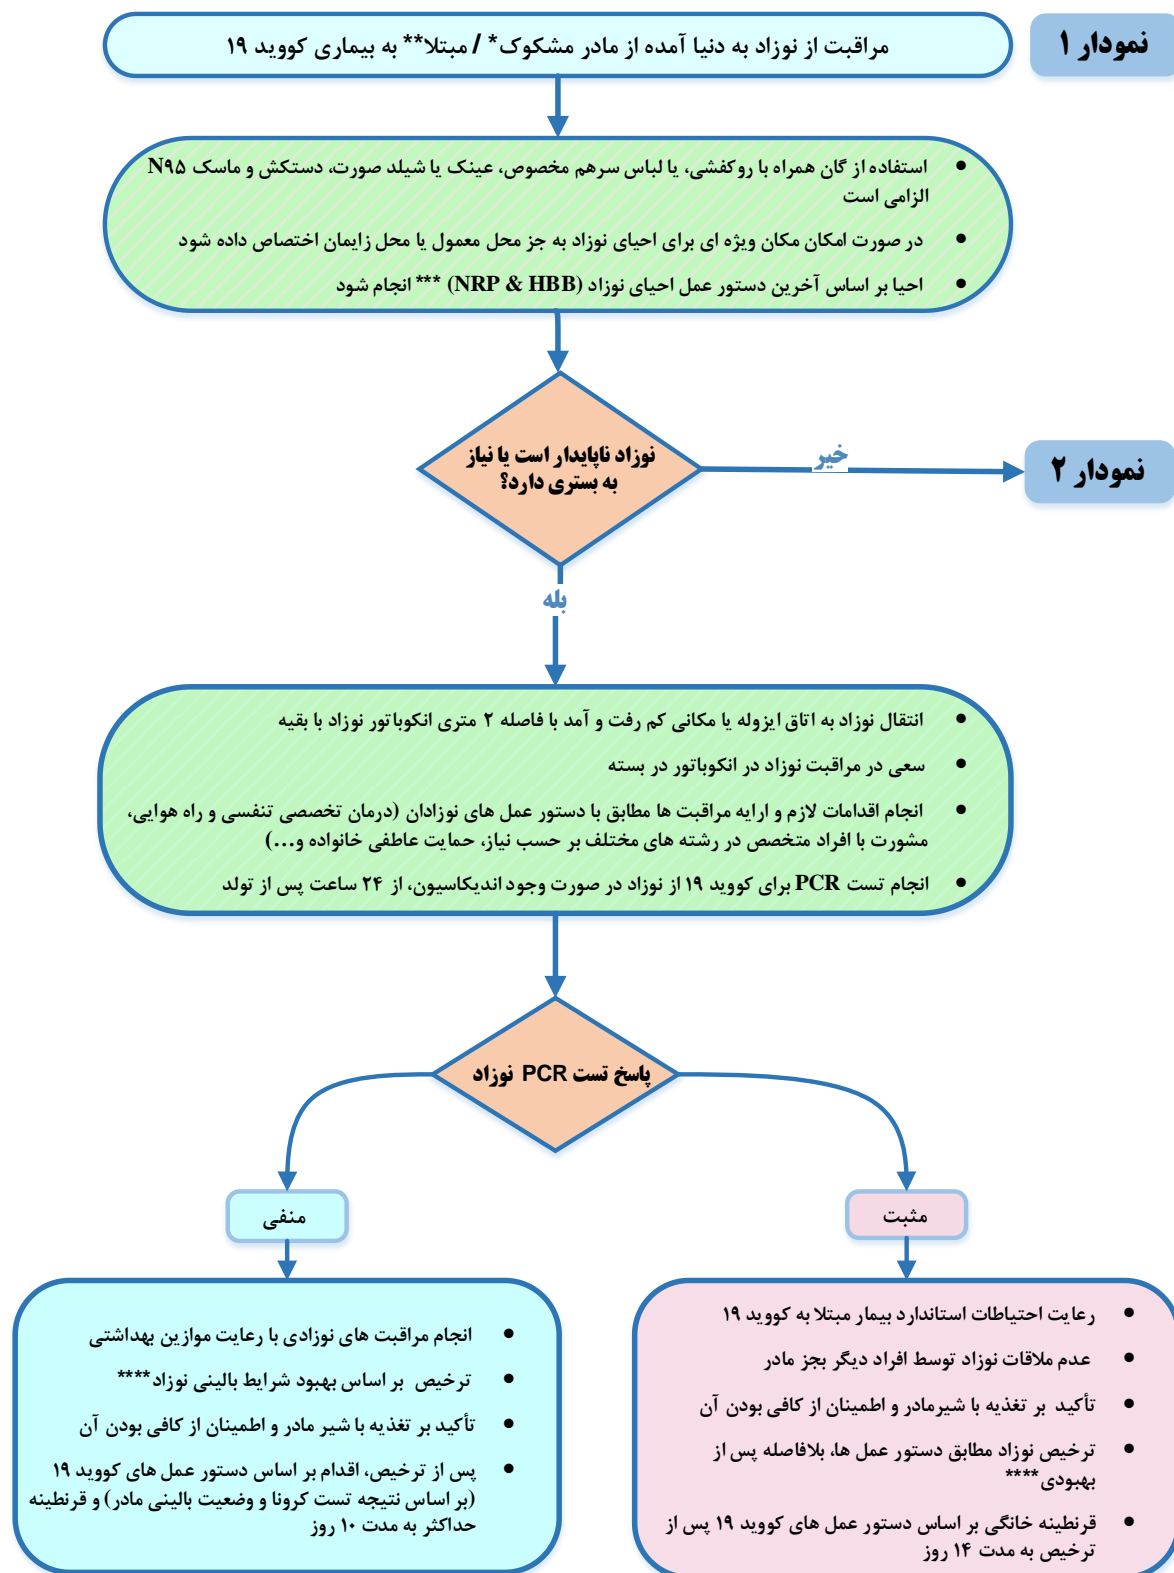 نمودار ۱
مراقبت از نوزاد به دنیا آمده از مادر مشکوک* / مبتلا** به بیماری کووید ۱۹
• استفاده از گان همراه با روکفشی، یا لباس سرهم مخصوص، عینک یا شیلد صورت، دستکش و ماسک N۹۵
الزامی است
• در صورت امکان مکان ویژه ای برای احیای نوزاد به جز محل معمول یا محل زایمان اختصاص داده شود
• احیا بر اساس آخرین دستور عمل احیای نوزاد (NRP & HBB) *** انجام شود
نوزاد ناپایدار است یا نیاز
به بستری دارد؟
خیر
نمودار ۲
بله
• انتقال نوزاد به اتاق ایزوله یا مکانی کم رفت و آمد با فاصله ۲ متری انکوباتور نوزاد با بقیه
• سعی در مراقبت نوزاد در انکوباتور در بسته
• انجام اقدامات لازم و ارایه مراقبت ها مطابق با دستور عمل های نوزادان (درمان تخصصی تنفسی و راه هوایی،
مشورت با افراد متخصص در رشته های مختلف بر حسب نیاز، حمایت عاطفی خانواده و...)
• انجام تست PCR برای کووید ۱۹ از نوزاد در صورت وجود اندیکاسیون، از ۲۴ ساعت پس از تولد
پاسخ تست PCR نوزاد
مثبت
• رعایت احتیاطات استاندارد بیمار مبتلا به کووید ۱۹
• عدم ملاقات نوزاد توسط افراد دیگر بجز مادر
• تأکید بر تغذیه با شیرمادر و اطمینان از کافی بودن آن
• ترخیص نوزاد مطابق دستور عمل ها، بلافاصله پس از
بهبودی****
• قرنطینه خانگی بر اساس دستور عمل های کووید ۱۹ پس از
ترخیص به مدت ۱۴ روز
منفی
• انجام مراقبت های نوزادی با رعایت موازین بهداشتی
• ترخیص بر اساس بهبود شرایط بالینی نوزاد****
• تأکید بر تغذیه با شیر مادر و اطمینان از کافی بودن آن
• پس از ترخیص، اقدام بر اساس دستور عمل های کووید ۱۹
(بر اساس نتیجه تست کرونا و وضعیت بالینی مادر) و قرنطینه
حداکثر به مدت ۱۰ روز